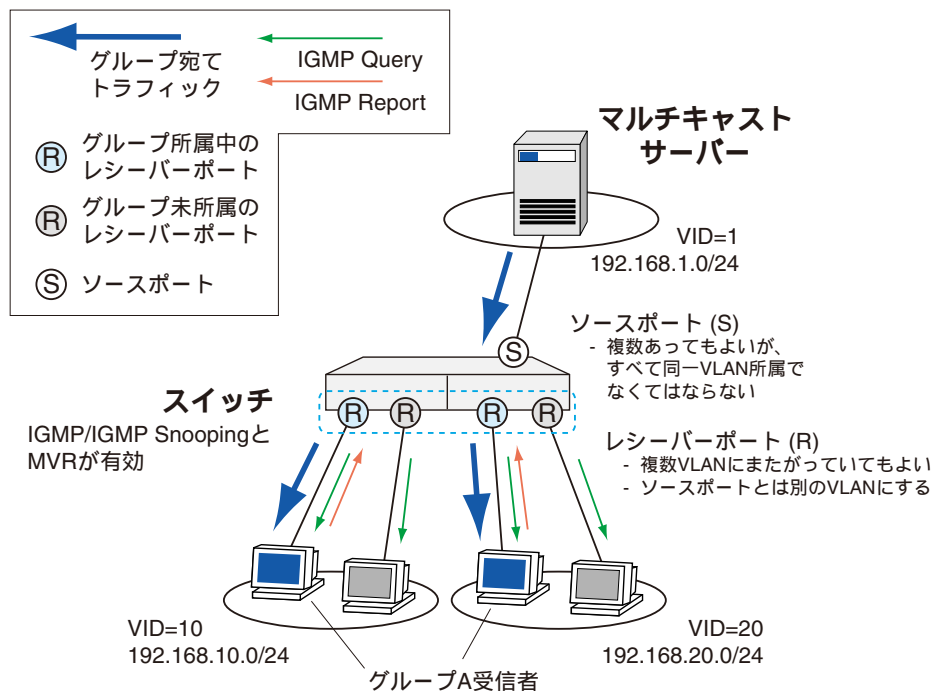 グループ宛て
トラフィック
IGMP Query
IGMP Report
R グループ所属中の
レシーバーポート
R グループ未所属の
レシーバーポート
S ソースポート
マルチキャスト
サーバー
VID=1
192.168.1.0/24
S
ソースポート (S)
- 複数あってもよいが、
すべて同一VLAN所属で
なくてはならない
スイッチ
IGMP/IGMP Snoopingと
MVRが有効
R R R R
レシーバーポート (R)
- 複数VLANにまたがっていてもよい
- ソースポートとは別のVLANにする
VID=10
192.168.10.0/24
VID=20
192.168.20.0/24
グループA受信者